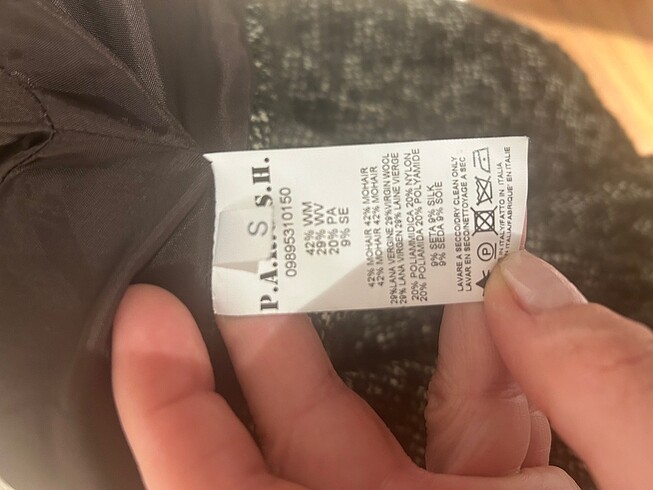 P.A.R.O.S.H.
S
09895310150
42% WM
29% WV
20% PA
9% SE
42% MOHAIR 42% MOHAIR
42% MOHAIR 42% MOHAIR
29%LANA VERGINE 29%VIRGIN WOOL
29% LANA VIRGEN 29% LAINE VIERGE
20% POLIAMMIDICA 20% NYLON
20% POLIAMIDA 20% POLYAMIDE
9% SETA 9% SILK
9% SEDA 9% SOIE
LAVARE A SECCO/DRY CLEAN ONLY
LAVAR EN SECO/NETTOYAGE A SEC
P
IN ITALY/FATTO IN ITALIA
EN ITALIA/FABRIQUE' EN ITALIE